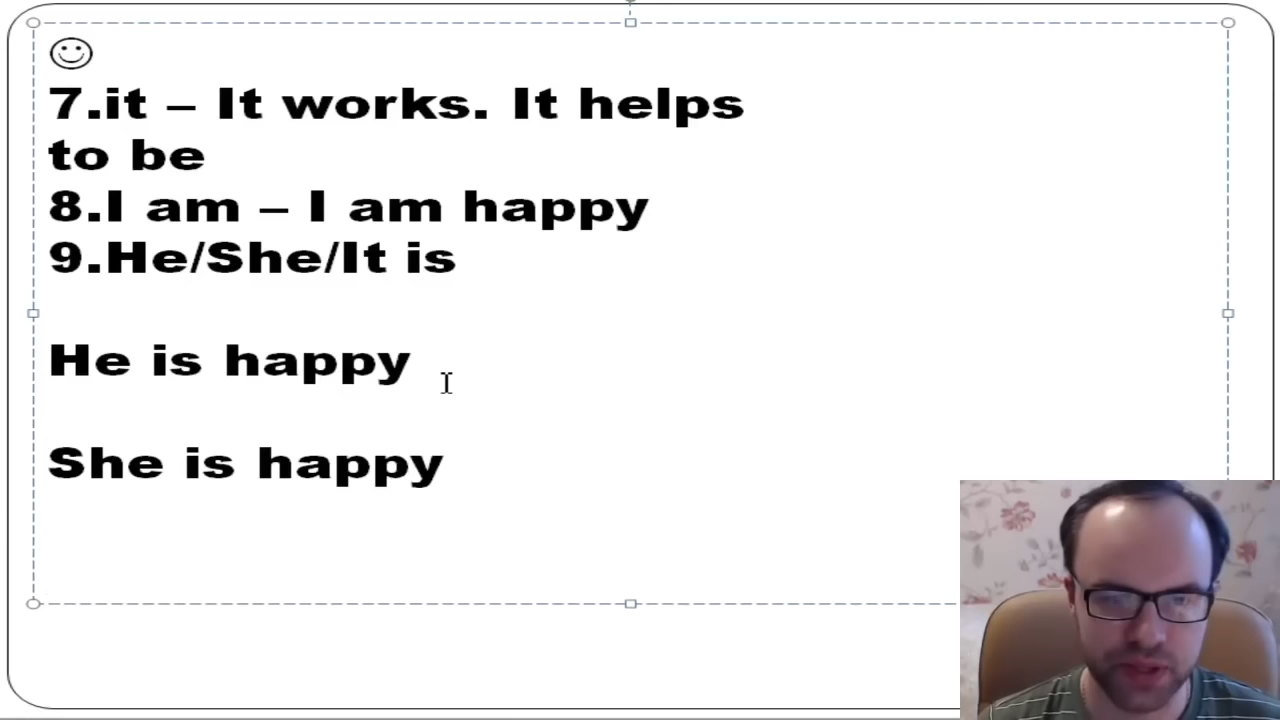 7.it – It works. It helps
to be
8.I am – I am happy
9.He/She/It is
He is happy
She is happy